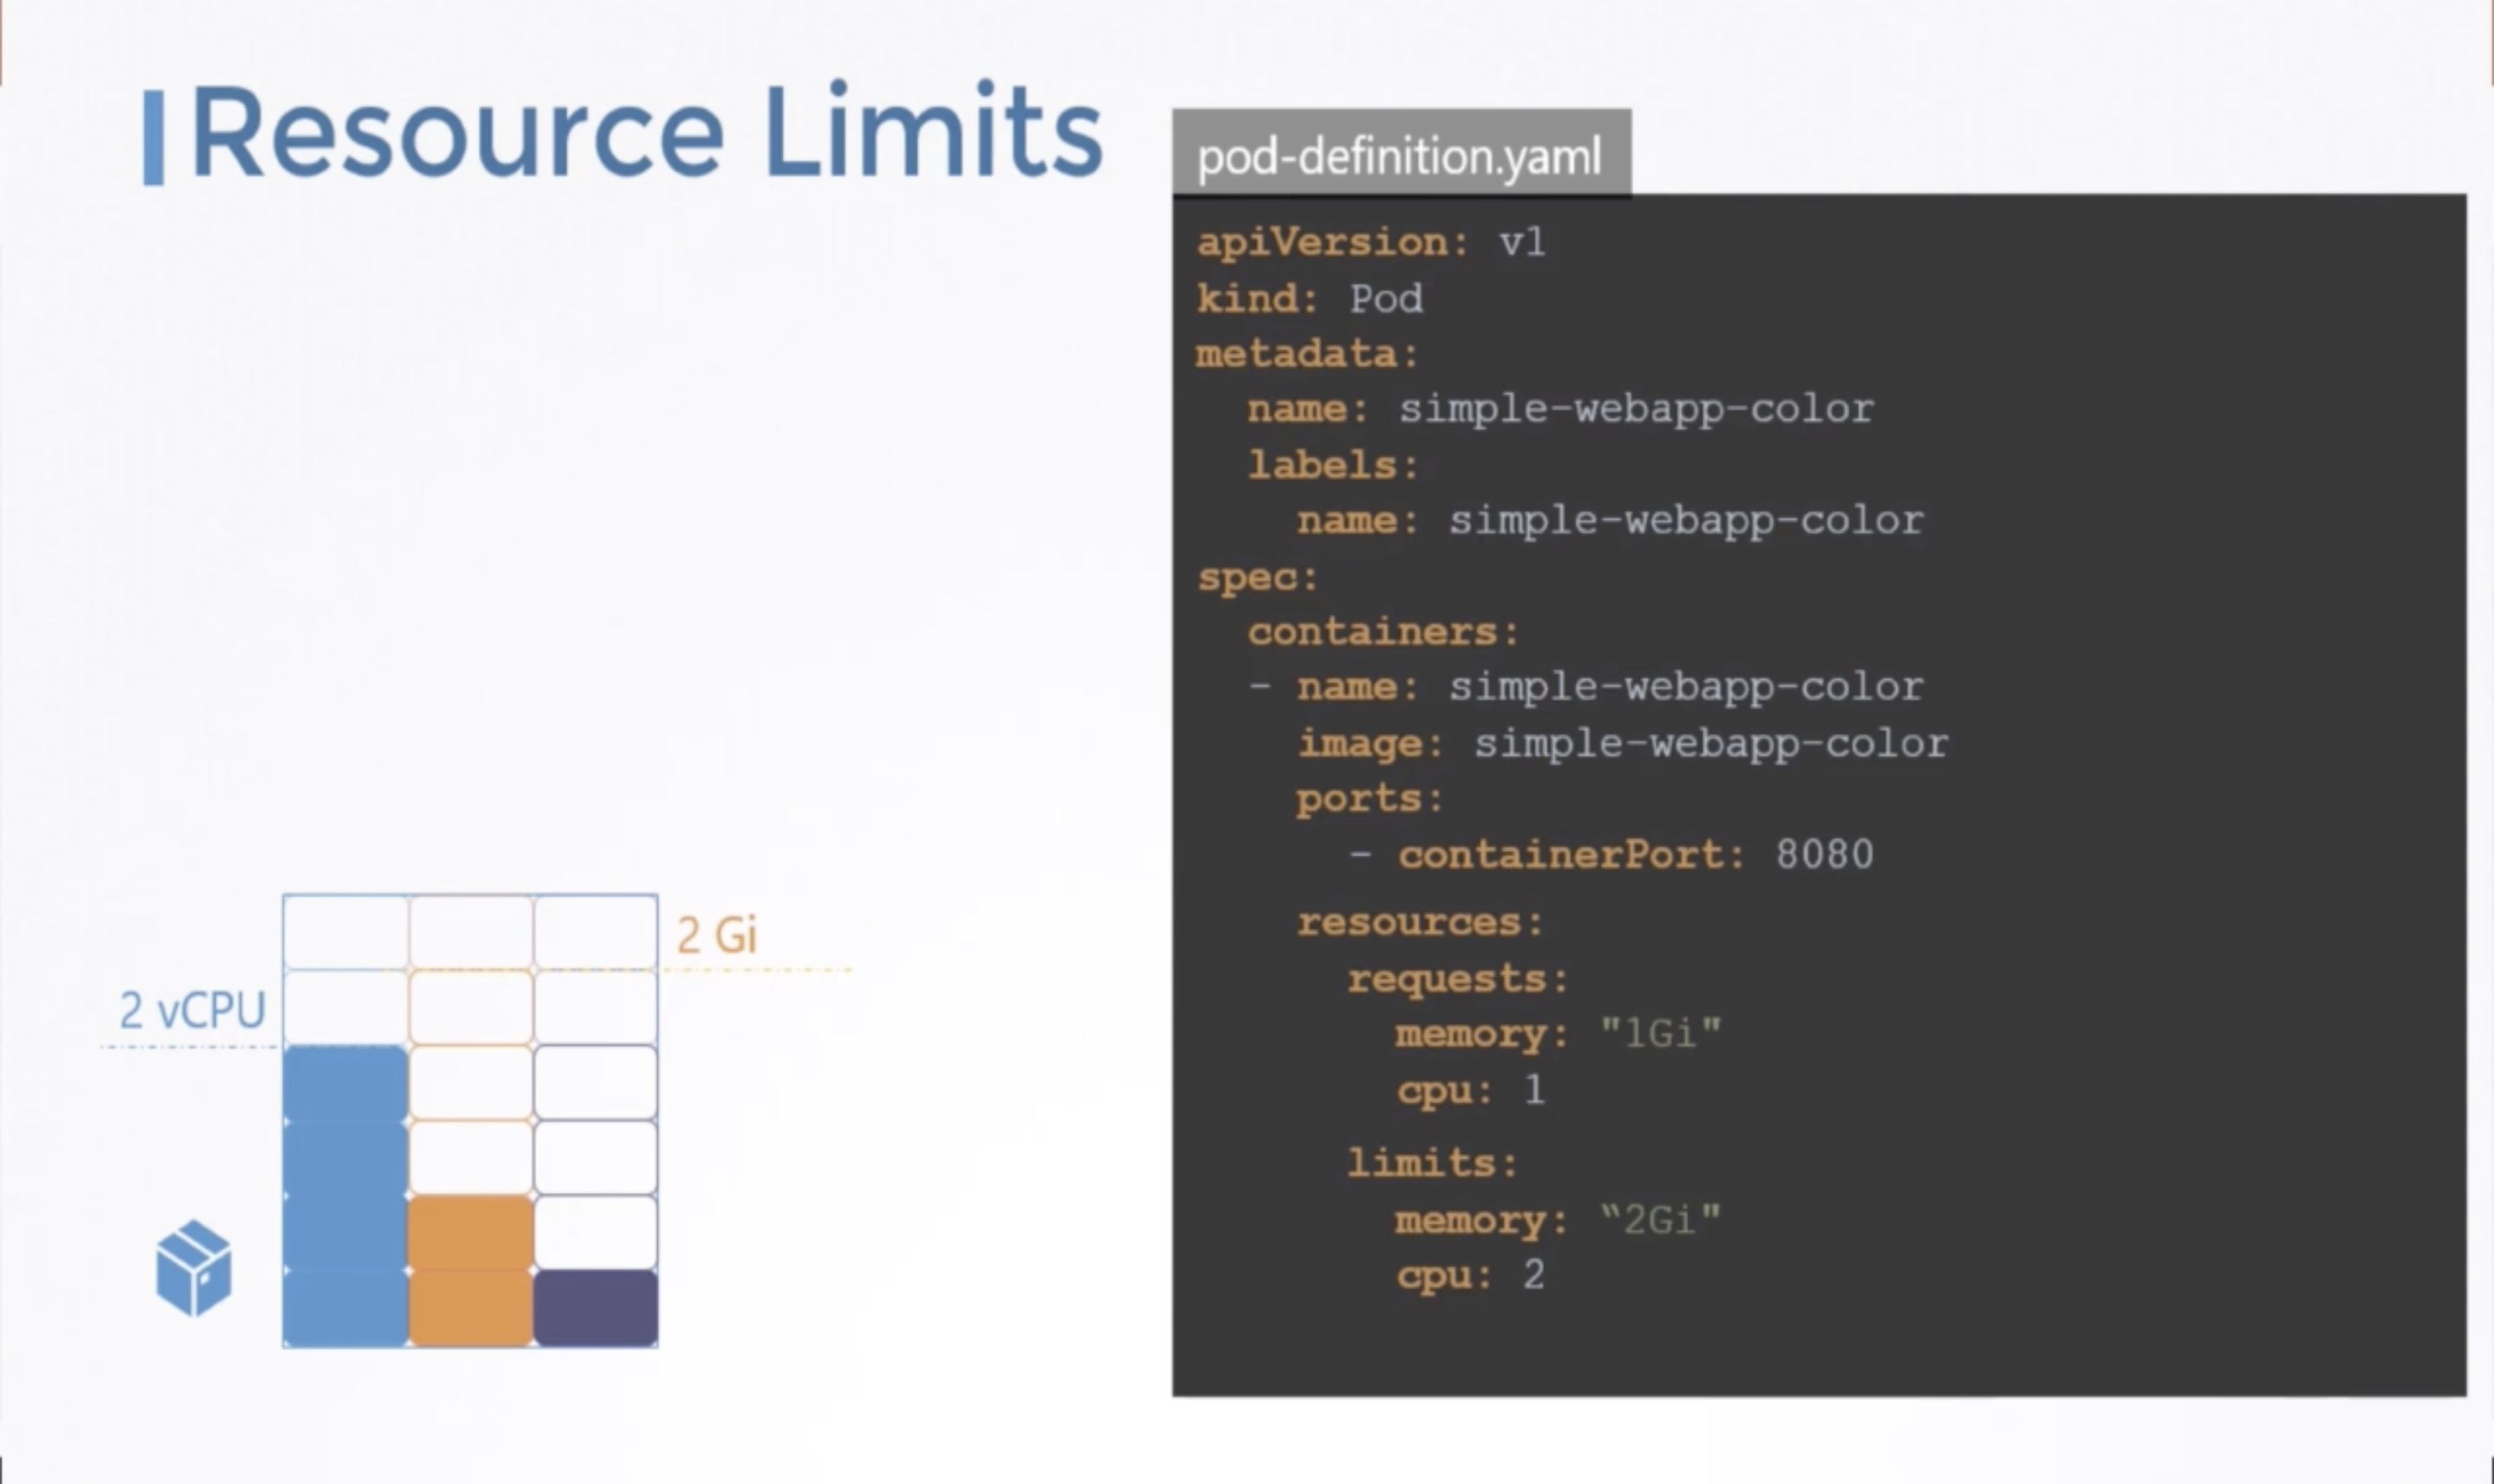 Resource Limits
pod-definition.yaml
apiVersion: v1
kind: Pod
metadata:
  name: simple-webapp-color
  labels:
    name: simple-webapp-color
spec:
  containers:
  - name: simple-webapp-color
    image: simple-webapp-color
    ports:
      - containerPort: 8080
    resources:
      requests:
        memory: "1Gi"
        cpu: 1
      limits:
        memory: “2Gi"
        cpu: 2
2 Gi
2 vCPU